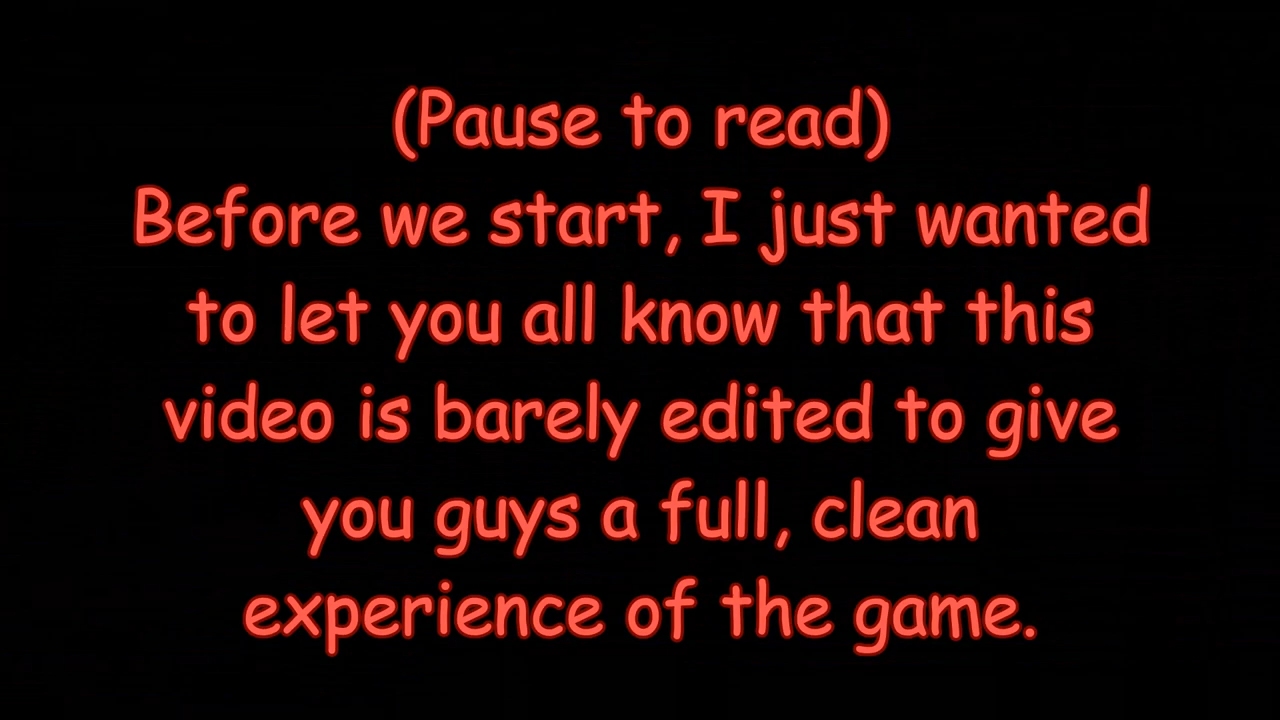 (Pause to read)
Before we start, I just wanted
to let you all know that this
video is barely edited to give
you guys a full, clean
experience of the game.